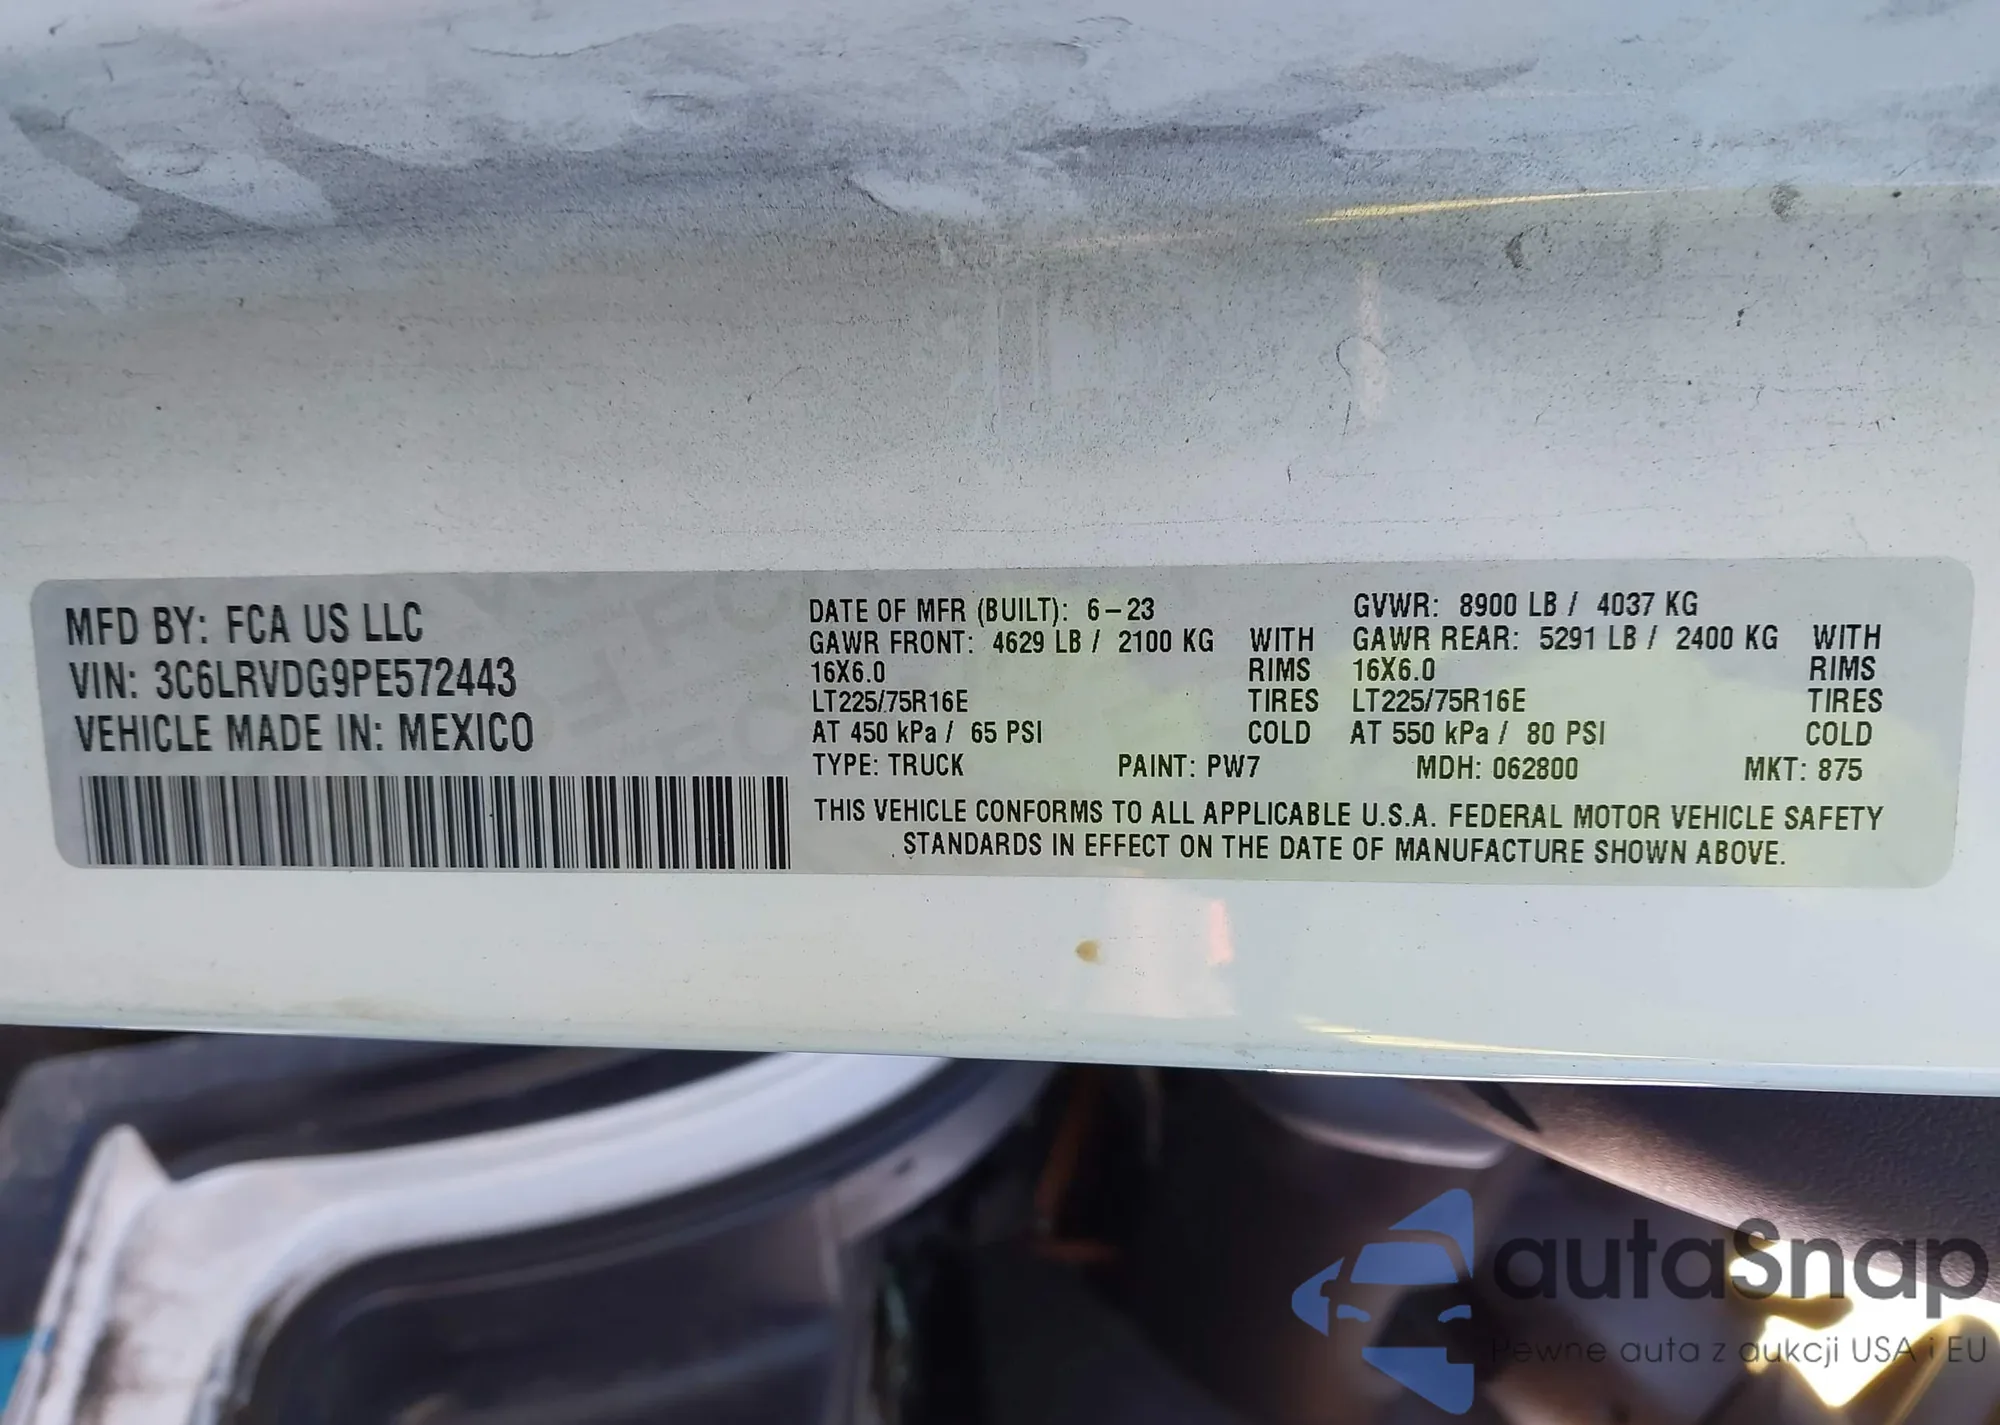 MFD BY: FCA US LLC
VIN: 3C6LRVDG9PE572443
VEHICLE MADE IN: MEXICO
DATE OF MFR (BUILT): 6-23 GVWR: 8900 LB / 4037 KG
GAWR FRONT: 4629 LB / 2100 KG WITH GAWR REAR: 5291 LB / 2400 KG WITH
16X6.0 RIMS 16X6.0 RIMS
LT225/75R16E TIRES LT225/75R16E TIRES
AT 450 kPa / 65 PSI COLD AT 550 kPa / 80 PSI COLD
TYPE: TRUCK PAINT: PW7 MDH: 062800 MKT: 875
THIS VEHICLE CONFORMS TO ALL APPLICABLE U.S.A. FEDERAL MOTOR VEHICLE SAFETY
STANDARDS IN EFFECT ON THE DATE OF MANUFACTURE SHOWN ABOVE.
autaSnap
Pewne auta z aukcji USA i EU